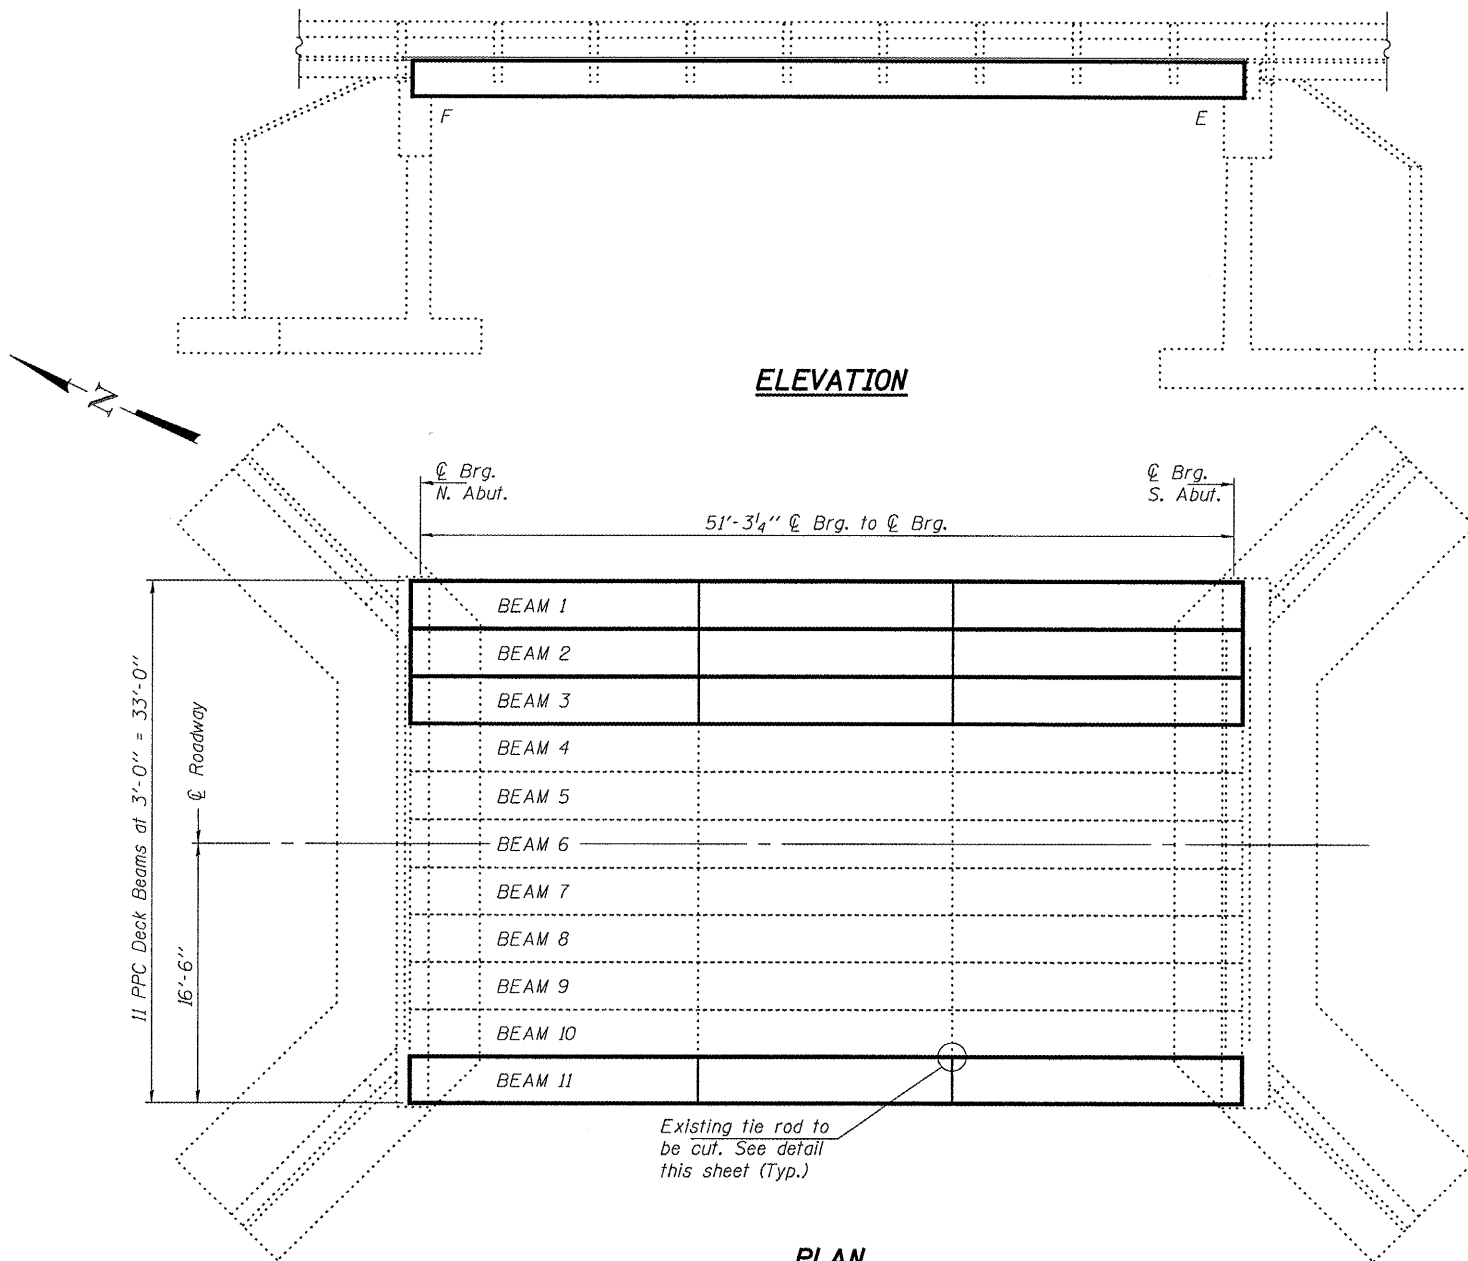 F
E
ELEVATION
N
℄ Brg.
N. Abut.
℄ Brg.
S. Abut.
51'-3¼" ℄ Brg. to ℄ Brg.
11 PPC Deck Beams at 3'-0" = 33'-0"
℄ Roadway
16'-6"
BEAM 1
BEAM 2
BEAM 3
BEAM 4
BEAM 5
BEAM 6
BEAM 7
BEAM 8
BEAM 9
BEAM 10
BEAM 11
Existing tie rod to
be cut. See detail
this sheet (Typ.)
PLAN